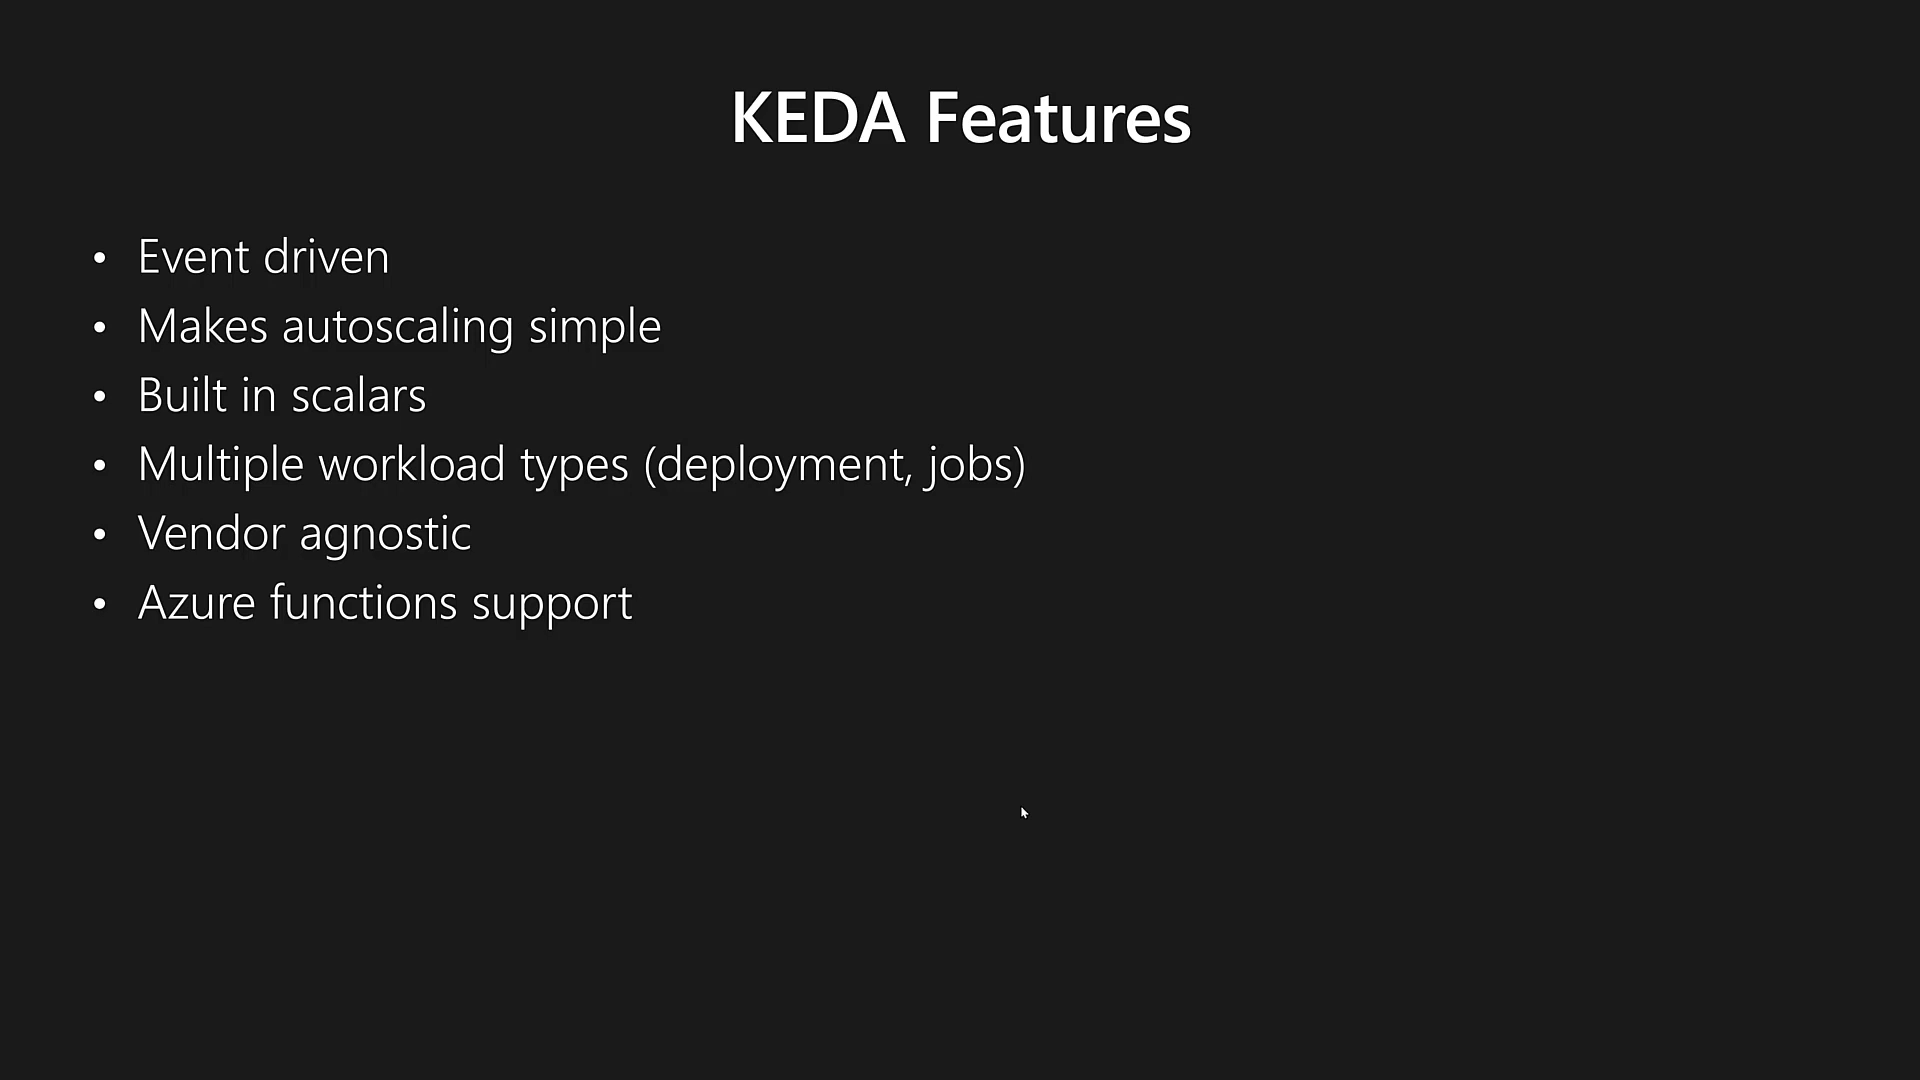 KEDA Features
• Event driven
• Makes autoscaling simple
• Built in scalars
• Multiple workload types (deployment, jobs)
• Vendor agnostic
• Azure functions support